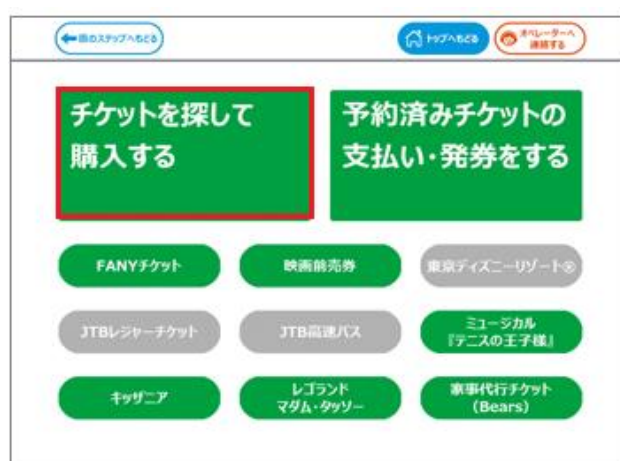 前のステップへもどる
トップへもどる
オペレーターへ
連絡する
チケットを探して
購入する
予約済みチケットの
支払い・発券をする
FANYチケット
映画前売券
東京ディズニーリゾート®
JTBレジャーチケット
JTB高速バス
ミュージカル
『テニスの王子様』
キッザニア
レゴランド
マダム・タッソー
家事代行チケット
(Bears)